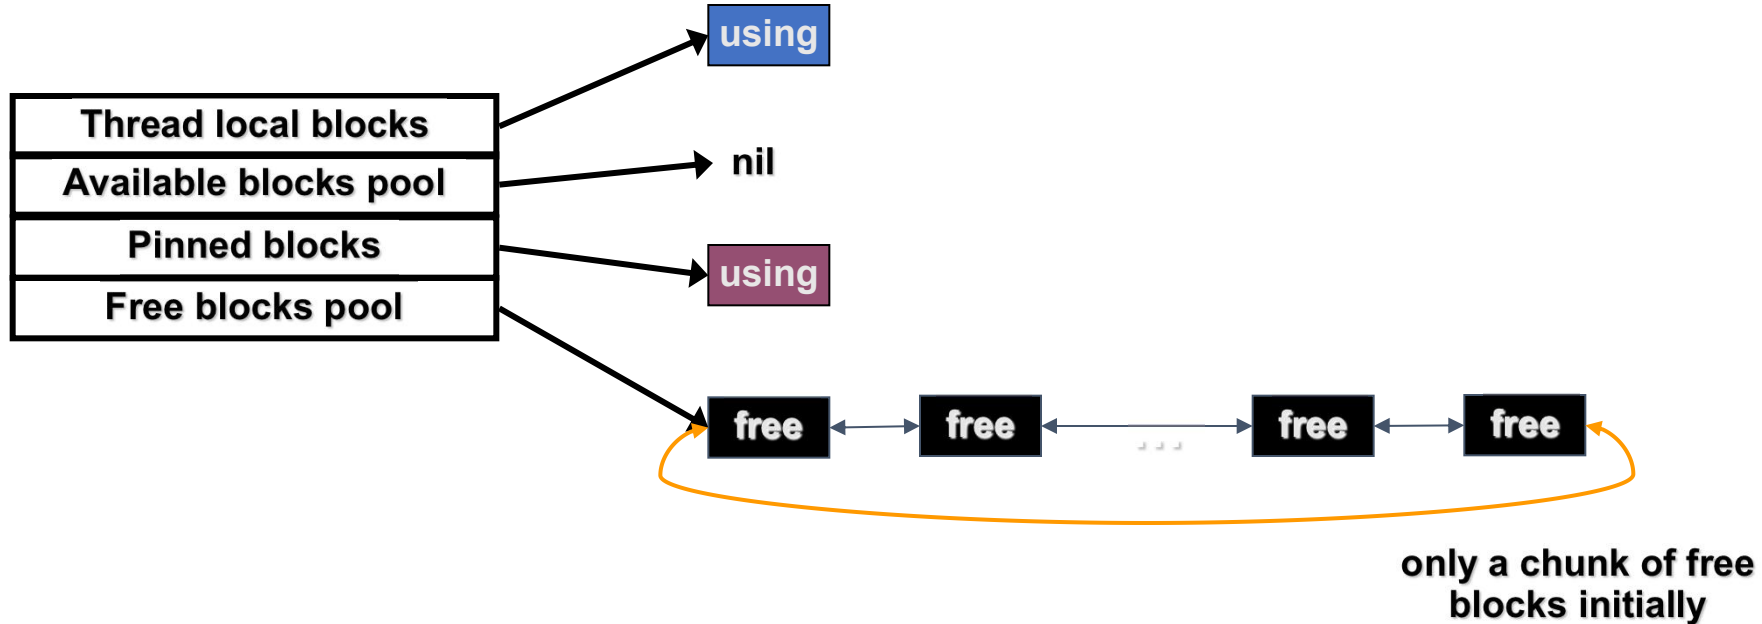 using
Thread local blocks
Available blocks pool
nil
Pinned blocks
using
Free blocks pool
free
free
...
free
free
only a chunk of free
blocks initially